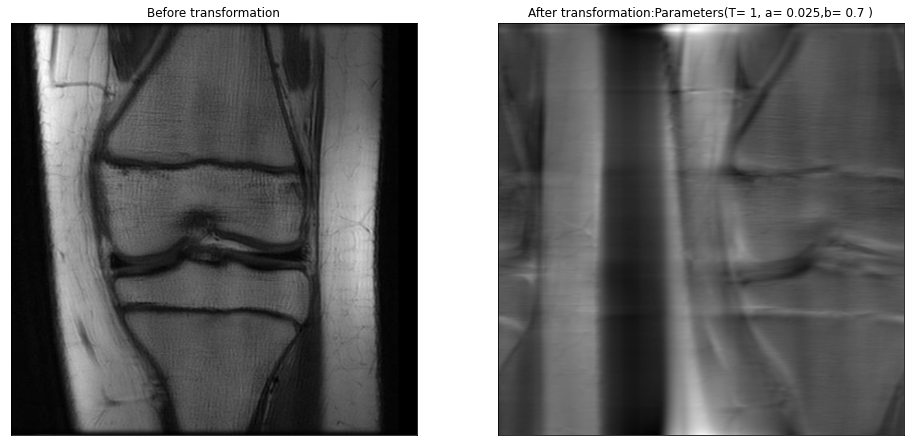 Before transformation
After transformation:Parameters(T= 1, a= 0.025,b= 0.7 )